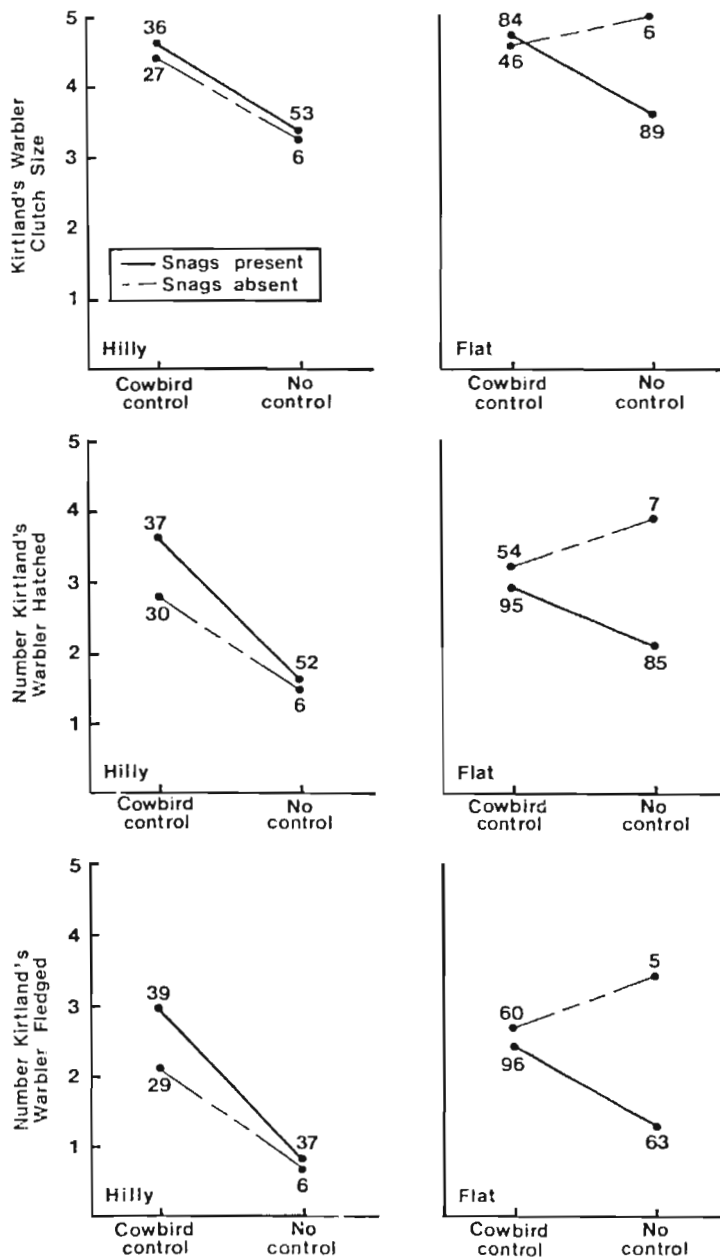 Kirtland's Warbler
Clutch Size
5
4
3
2
1
36
27
53
6
Snags present
Snags absent
Hilly
Cowbird
control
No
control
84
46
6
89
Flat
Cowbird
control
No
control
Number Kirtland's
Warbler Hatched
5
4
3
2
1
37
30
52
6
Hilly
Cowbird
control
No
control
54
95
7
85
Flat
Cowbird
control
No
control
Number Kirtland's
Warbler Fledged
5
4
3
2
1
39
29
37
6
Hilly
Cowbird
control
No
control
60
96
5
63
Flat
Cowbird
control
No
control